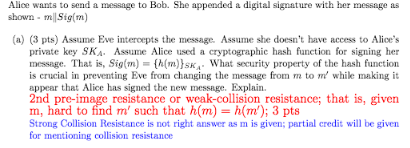 Alice wants to send a message to Bob. She appended a digital signature with her message as
shown - m||Sig(m)
(a) (3 pts) Assume Eve intercepts the message. Assume she doesn't have access to Alice's
private key SK_A. Assume Alice used a cryptographic hash function for signing her
message. That is, Sig(m) = {h(m)}_{SK_A}. What security property of the hash function
is crucial in preventing Eve from changing the message from m to m' while making it
appear that Alice has signed the new message. Explain.
2nd pre-image resistance or weak-collision resistance; that is, given
m, hard to find m' such that h(m) = h(m'); 3 pts
Strong Collision Resistance is not right answer as m is given; partial credit will be given
for mentioning collision resistance